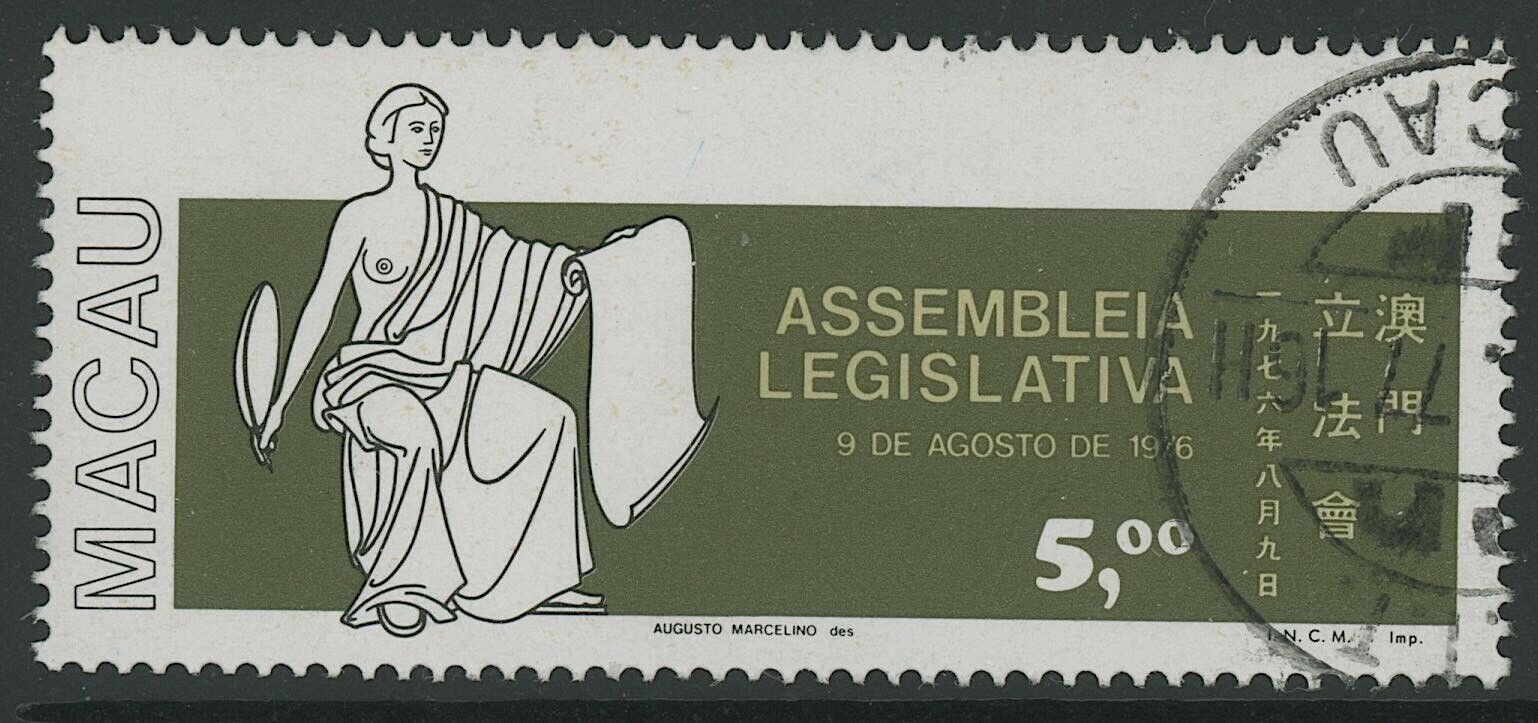 MACAU
ASSEMBLEIA
LEGISLATIVA
9 DE AGOSTO DE 1976
5,00
澳門
立法會
一九七六年八月九日
AUGUSTO MARCELINO des
I.N.C.M. Imp.
CAU